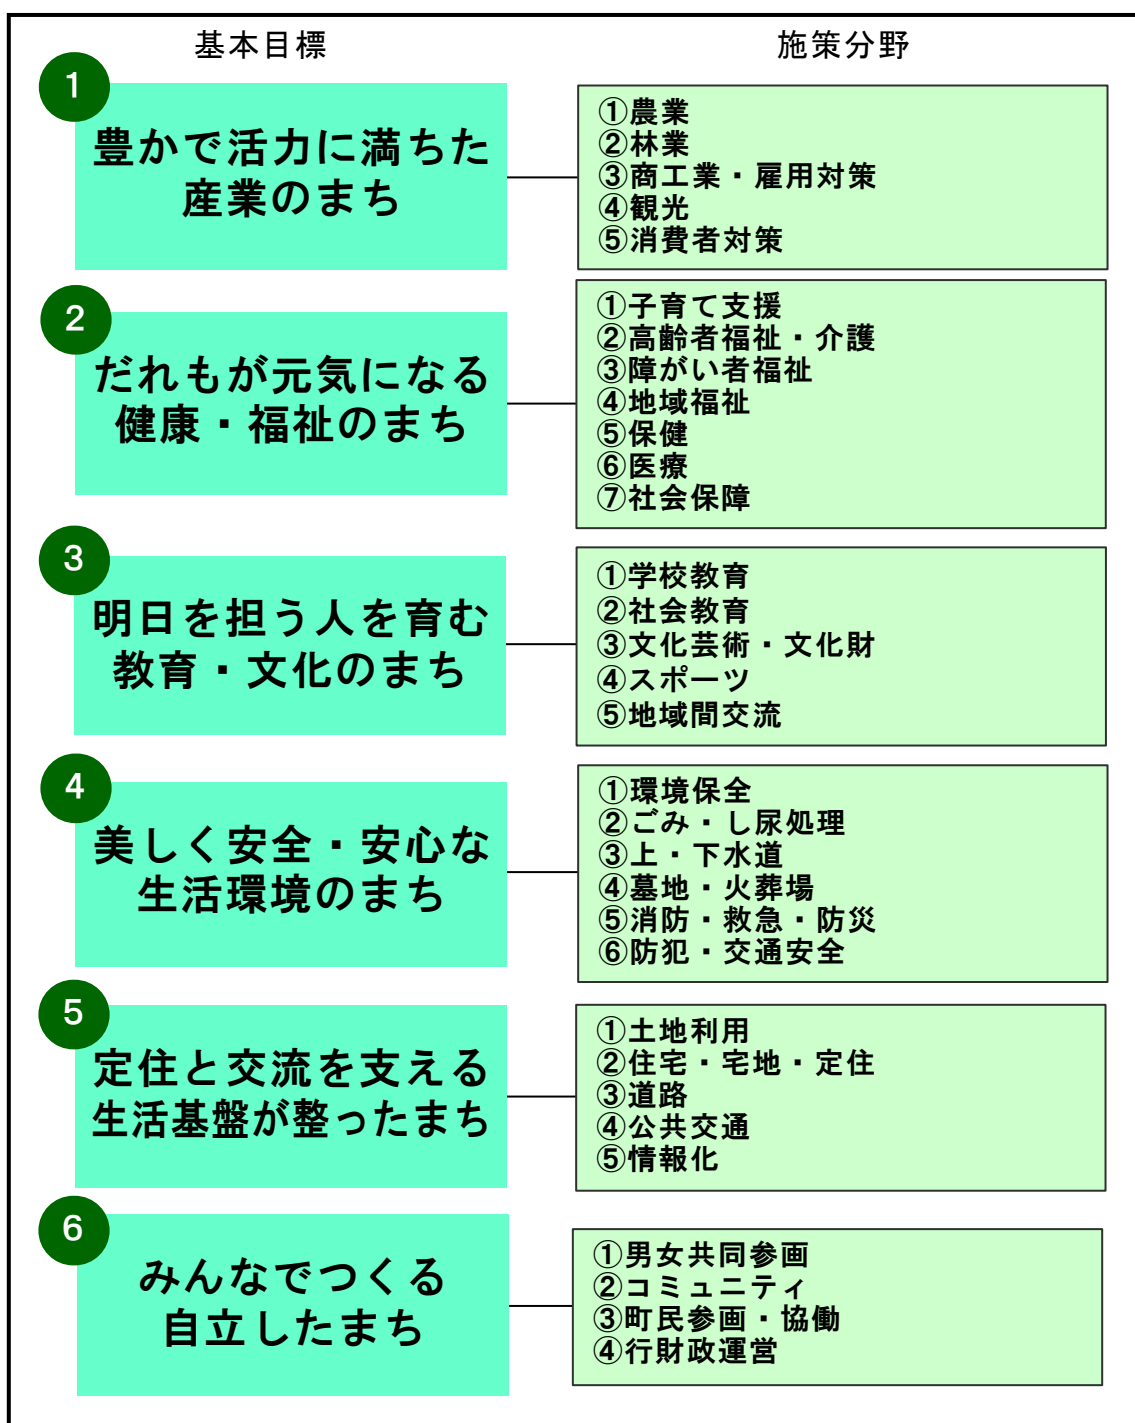 基本目標
施策分野
1
豊かで活力に満ちた
産業のまち
①農業
②林業
③商工業・雇用対策
④観光
⑤消費者対策
2
だれもが元気になる
健康・福祉のまち
①子育て支援
②高齢者福祉・介護
③障がい者福祉
④地域福祉
⑤保健
⑥医療
⑦社会保障
3
明日を担う人を育む
教育・文化のまち
①学校教育
②社会教育
③文化芸術・文化財
④スポーツ
⑤地域間交流
4
美しく安全・安心な
生活環境のまち
①環境保全
②ごみ・し尿処理
③上・下水道
④墓地・火葬場
⑤消防・救急・防災
⑥防犯・交通安全
5
定住と交流を支える
生活基盤が整ったまち
①土地利用
②住宅・宅地・定住
③道路
④公共交通
⑤情報化
6
みんなでつくる
自立したまち
①男女共同参画
②コミュニティ
③町民参画・協働
④行財政運営